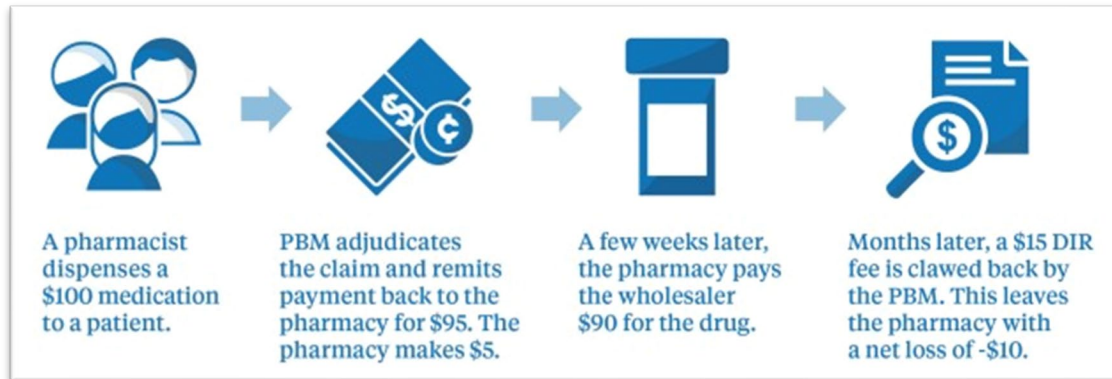 $
¢
$
A pharmacist
dispenses a
$100 medication
to a patient.
PBM adjudicates
the claim and remits
payment back to the
pharmacy for $95. The
pharmacy makes $5.
A few weeks later,
the pharmacy pays
the wholesaler
$90 for the drug.
Months later, a $15 DIR
fee is clawed back by
the PBM. This leaves
the pharmacy with
a net loss of -$10.